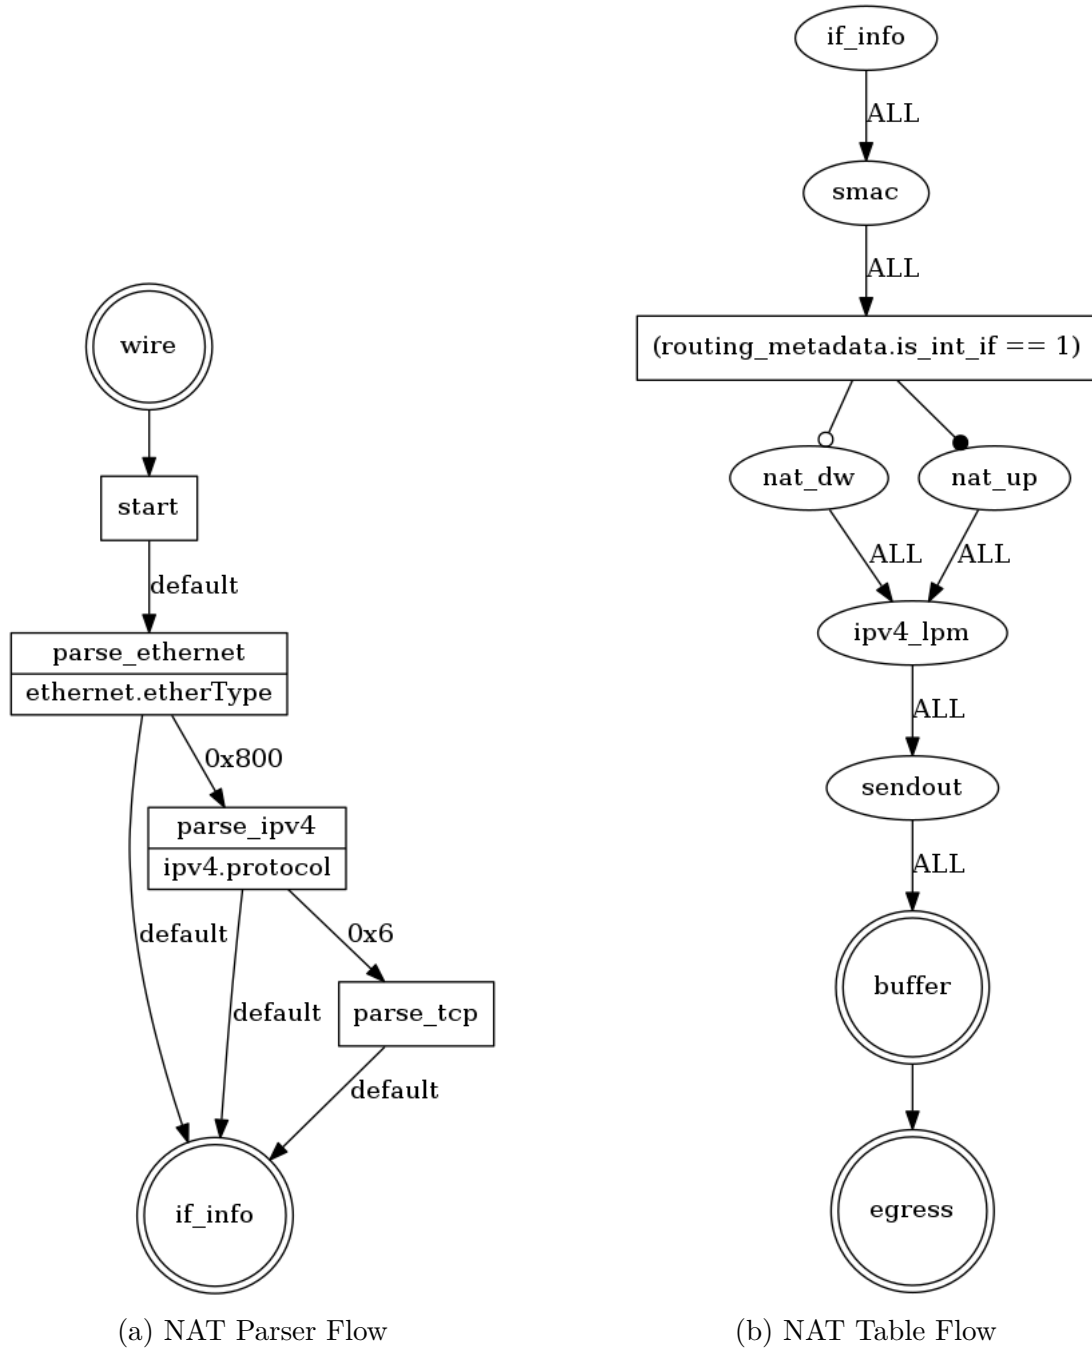 wire
start
default
parse_ethernet
ethernet.etherType
0x800
parse_ipv4
ipv4.protocol
default
0x6
default
parse_tcp
default
if_info
(a) NAT Parser Flow
if_info
ALL
smac
ALL
(routing_metadata.is_int_if == 1)
nat_dw
nat_up
ALL
ALL
ipv4_lpm
ALL
sendout
ALL
buffer
egress
(b) NAT Table Flow